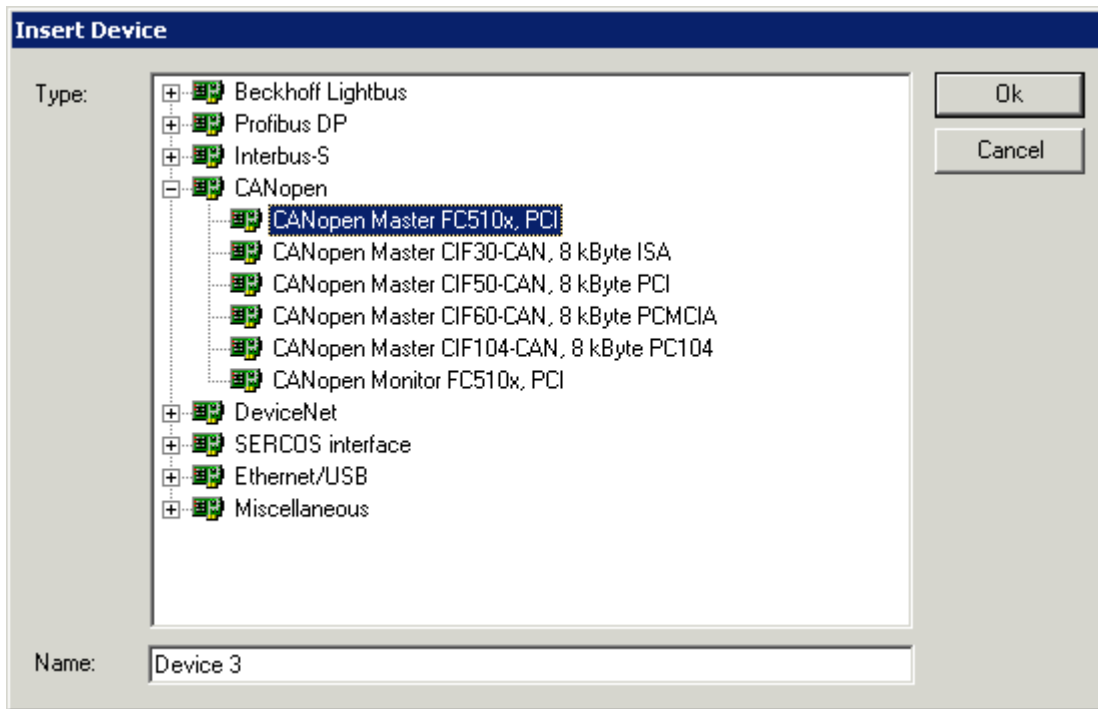 Insert Device
Type:
Beckhoff Lightbus
Profibus DP
Interbus-S
CANopen
CANopen Master FC510x, PCI
CANopen Master CIF30-CAN, 8 kByte ISA
CANopen Master CIF50-CAN, 8 kByte PCI
CANopen Master CIF60-CAN, 8 kByte PCMCIA
CANopen Master CIF104-CAN, 8 kByte PC104
CANopen Monitor FC510x, PCI
DeviceNet
SERCOS interface
Ethernet/USB
Miscellaneous
Ok
Cancel
Name:
Device 3